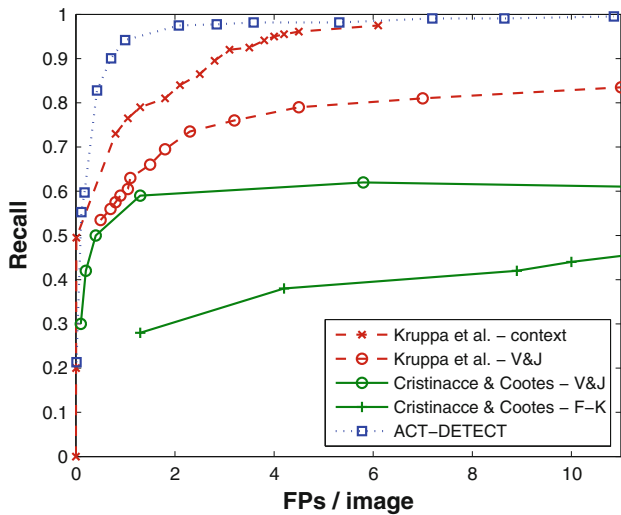 1
0.9
0.8
0.7
0.6
0.5
0.4
0.3
0.2
0.1
0
Recall
Kruppa et al. – context
Kruppa et al. – V&J
Cristinacce & Cootes – V&J
Cristinacce & Cootes – F–K
ACT–DETECT
0 2 4 6 8 10
FPs / image